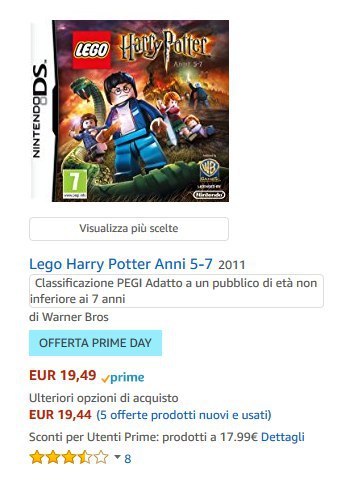 NINTENDO DS
LEGO Harry Potter
ANNI 5-7
7
www.pegi.info
WB
GAMES
LICENSED BY
Nintendo
Visualizza più scelte
Lego Harry Potter Anni 5-7 2011
Classificazione PEGI Adatto a un pubblico di età non
inferiore ai 7 anni
di Warner Bros
OFFERTA PRIME DAY
EUR 19,49 prime
Ulteriori opzioni di acquisto
EUR 19,44 (5 offerte prodotti nuovi e usati)
Sconti per Utenti Prime: prodotti a 17.99€ Dettagli
8